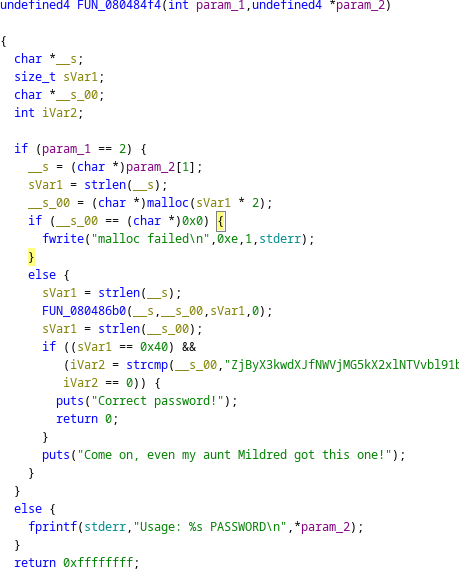 undefined4 FUN_080484f4(int param_1,undefined4 *param_2)
{
char *__s;
size_t sVar1;
char *__s_00;
int iVar2;
if (param_1 == 2) {
__s = (char *)param_2[1];
sVar1 = strlen(__s);
__s_00 = (char *)malloc(sVar1 * 2);
if (__s_00 == (char *)0x0) {
fwrite("malloc failed\n",0xe,1,stderr);
}
else {
sVar1 = strlen(__s);
FUN_080486b0(__s,__s_00,sVar1,0);
sVar1 = strlen(__s_00);
if ((sVar1 == 0x40) &&
(iVar2 = strcmp(__s_00,"ZjByX3kwdXJfNWVjMG5kX2xlNTVvbl91b
iVar2 == 0)) {
puts("Correct password!");
return 0;
}
puts("Come on, even my aunt Mildred got this one!");
}
}
else {
fprintf(stderr,"Usage: %s PASSWORD\n",*param_2);
}
return 0xffffffff;